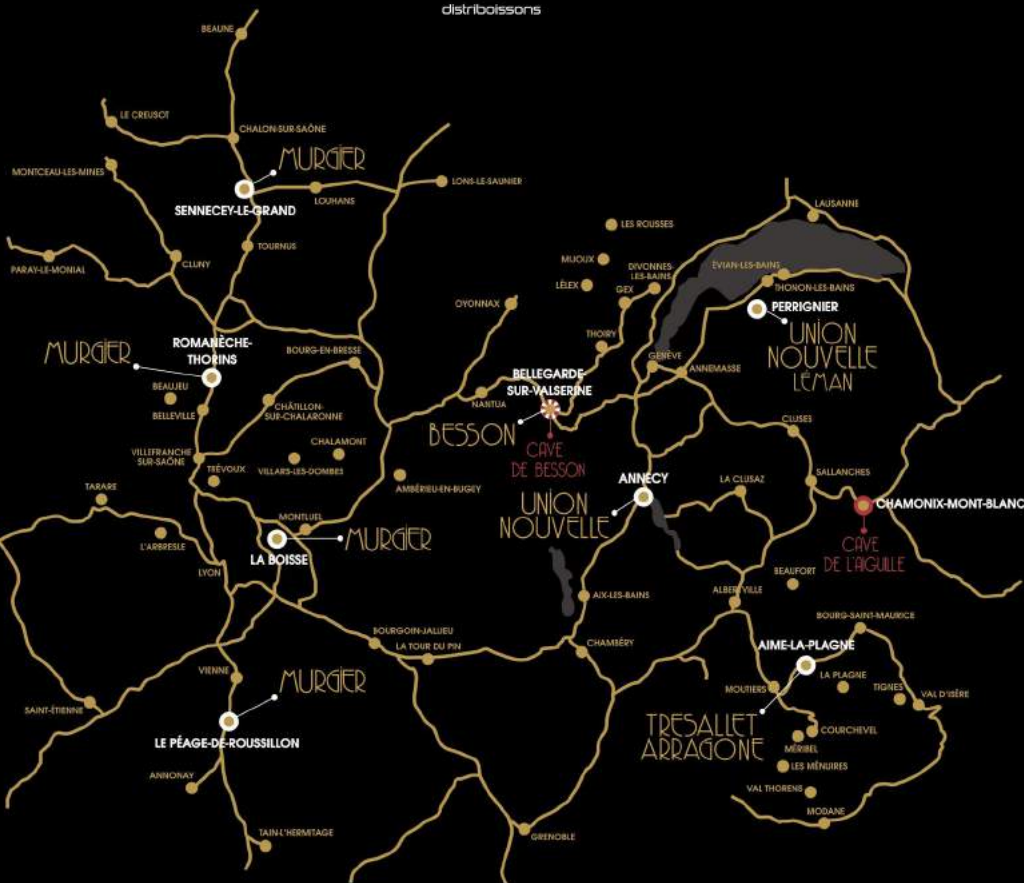 distriboissons
BEAUNE
LE CREUSOT
CHALON-SUR-SAÔNE
MURGIER
MONTCEAU-LES-MINES
LONS-LE-SAUNIER
LOUHANS
SENNECEY-LE-GRAND
LAUSANNE
LES ROUSSES
TOURNUS
CLUNY
PARAY-LE-MONIAL
MIJOUX
DIVONNES-
LES-BAINS
ÉVIAN-LES-BAINS
LÉLEX
GEX
THONON-LES-BAINS
OYONNAX
PERRIGNIER
UNION
NOUVELLE
LÉMAN
THOIRY
MURGIER
ROMANÈCHE-
THORINS
BOURG-EN-BRESSE
GENÈVE
ANNEMASSE
BELLEGARDE-
SUR-VALSERINE
BEAUJEU
BELLEVILLE
CHÂTILLON-
SUR-CHALARONNE
NANTUA
BESSON
CAVE
DE BESSON
CLUSES
CHALAMONT
VILLEFRANCHE
SUR-SAÔNE
TRÉVOUX
VILLARS-LES-DOMBES
AMBÉRIEU-EN-BUGEY
ANNECY
LA CLUSAZ
SALLANCHES
TARARE
UNION
NOUVELLE
CHAMONIX-MONT-BLANC
MONTLUEL
MURGIER
L'ARBRESLE
LA BOISSE
CAVE
DE L'AIGUILLE
LYON
BEAUFORT
AIX-LES-BAINS
ALBERTVILLE
BOURG-SAINT-MAURICE
BOURGOIN-JALLIEU
LA TOUR DU PIN
CHAMBÉRY
AIME-LA-PLAGNE
VIENNE
MURGIER
LA PLAGNE
MOUTIERS
TIGNES
VAL D'ISÈRE
SAINT-ÉTIENNE
TRESALLET
ARRAGONE
COURCHEVEL
LE PÉAGE-DE-ROUSSILLON
MÉRIBEL
LES MÉNUIRES
ANNONAY
VAL THORENS
MODANE
TAIN-L'HERMITAGE
GRENOBLE